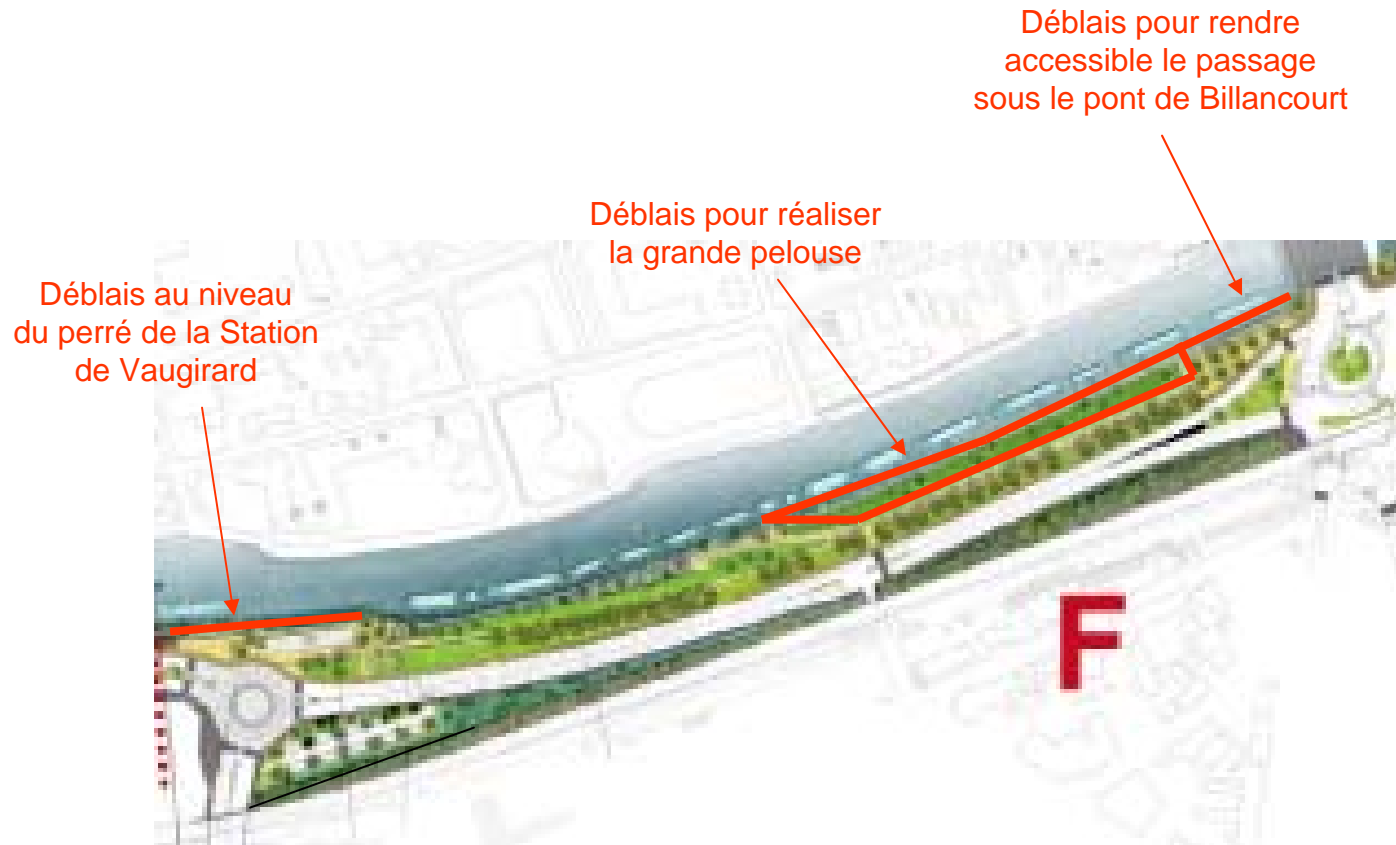 Déblais pour rendre
accessible le passage
sous le pont de Billancourt
Déblais pour réaliser
la grande pelouse
Déblais au niveau
du perré de la Station
de Vaugirard
F